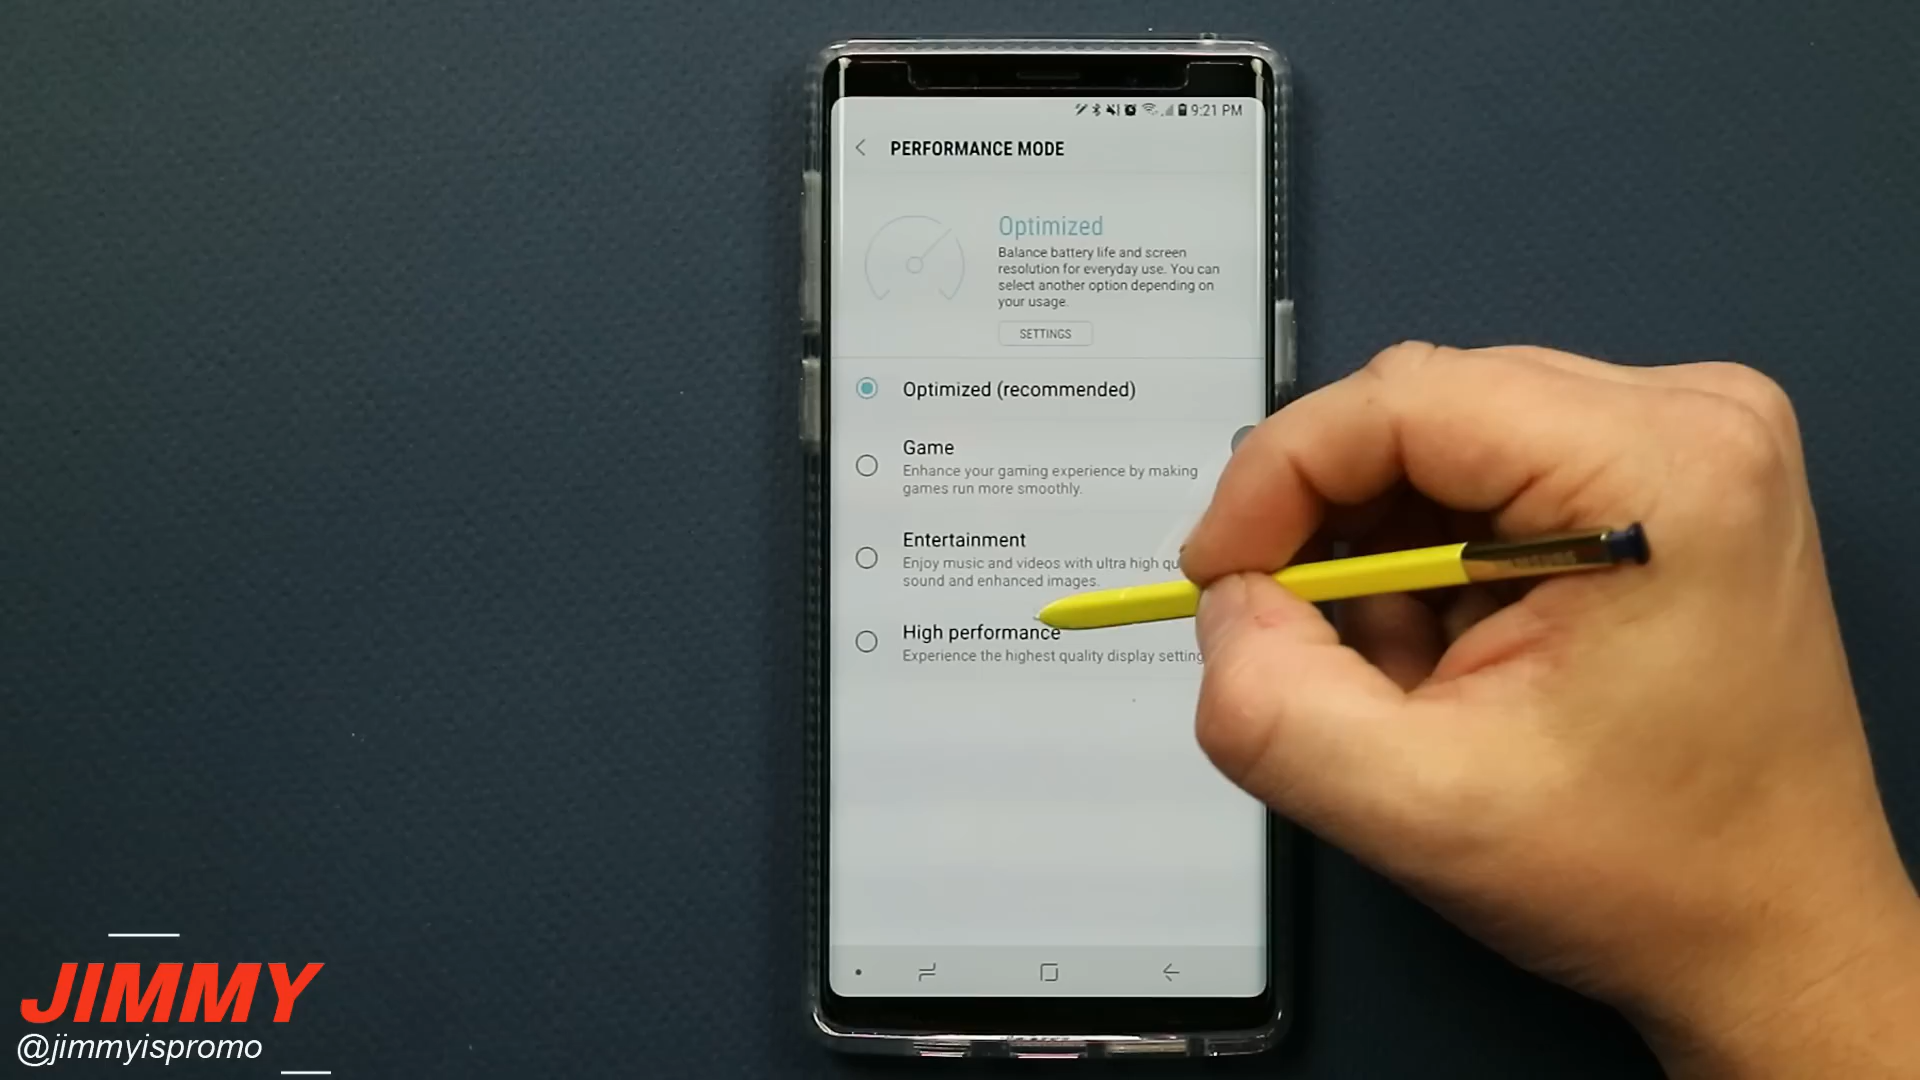 9:21 PM
PERFORMANCE MODE
Optimized
Balance battery life and screen
resolution for everyday use. You can
select another option depending on
your usage.
SETTINGS
Optimized (recommended)
Game
Enhance your gaming experience by making
games run more smoothly.
Entertainment
Enjoy music and videos with ultra high qu
sound and enhanced images.
High performance
Experience the highest quality display setting
JIMMY
@jimmyispromo